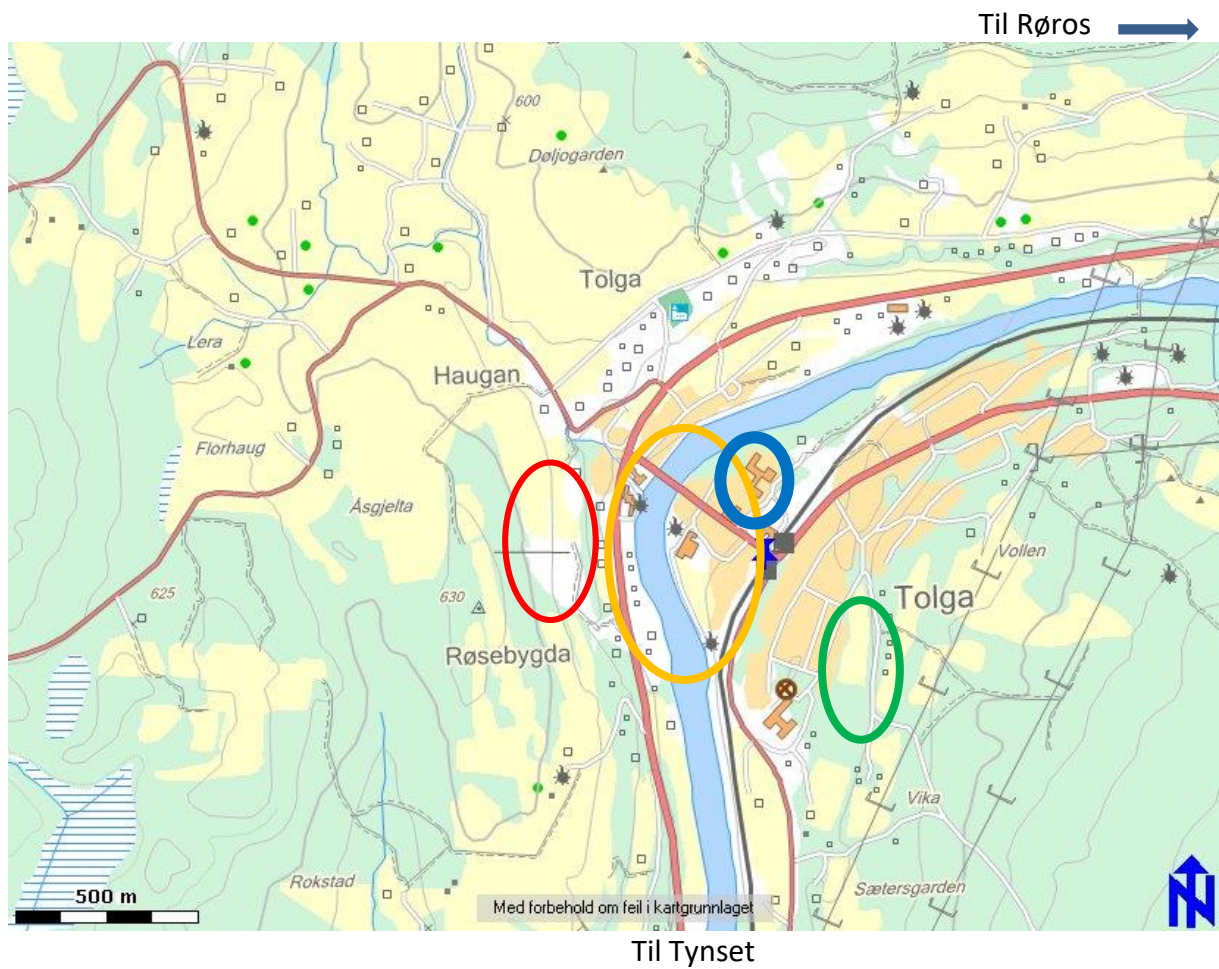 Til Røros
600
Døljogarden
Tolga
Lera
Haugan
Florhaug
Åsgjelta
Vollen
625
630
Tolga
Røsebygda
Vika
Rokstad
Sætersgarden
500 m
Med forbehold om feil i kartgrunnlaget
N
Til Tynset